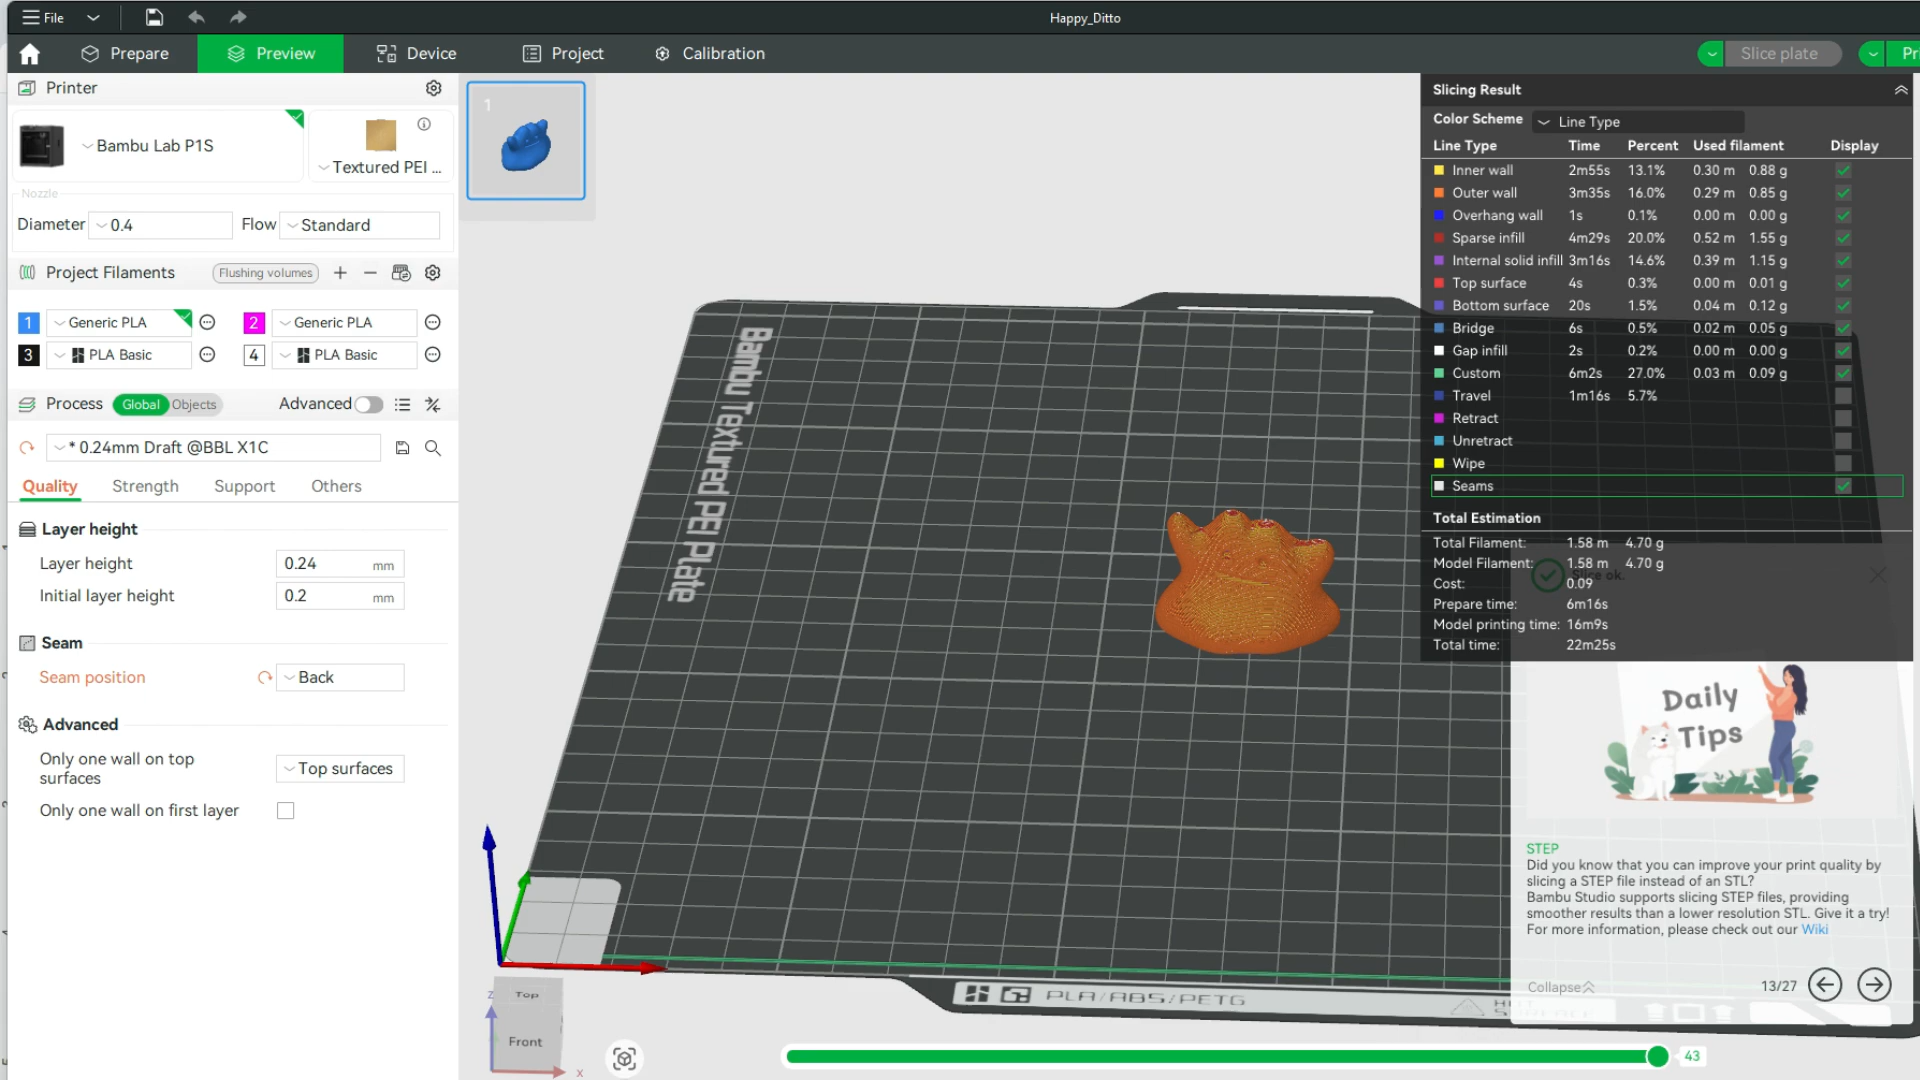 File
Happy_Ditto
Prepare
Preview
Device
Project
Calibration
Slice plate
Pri
Printer
Bambu Lab P1S
Textured PEI ...
Nozzle
Diameter 0.4 Flow Standard
Project Filaments Flushing volumes
1 Generic PLA 2 Generic PLA
3 PLA Basic 4 PLA Basic
Process Global Objects Advanced
* 0.24mm Draft @BBL X1C
Quality Strength Support Others
Layer height
Layer height 0.24 mm
Initial layer height 0.2 mm
Seam
Seam position Back
Advanced
Only one wall on top
surfaces
Top surfaces
Only one wall on first layer
1
Bambu Textured PEI Plate
PLA/ABS/PETG
Top
Front
Z
X
43
Slicing Result
Color Scheme Line Type
Line Type Time Percent Used filament Display
Inner wall 2m55s 13.1% 0.30 m 0.88 g
Outer wall 3m35s 16.0% 0.29 m 0.85 g
Overhang wall 1s 0.1% 0.00 m 0.00 g
Sparse infill 4m29s 20.0% 0.52 m 1.55 g
Internal solid infill 3m16s 14.6% 0.39 m 1.15 g
Top surface 4s 0.3% 0.00 m 0.01 g
Bottom surface 20s 1.5% 0.04 m 0.12 g
Bridge 6s 0.5% 0.02 m 0.05 g
Gap infill 2s 0.2% 0.00 m 0.00 g
Custom 6m2s 27.0% 0.03 m 0.09 g
Travel 1m16s 5.7%
Retract
Unretract
Wipe
Seams
Total Estimation
Total Filament: 1.58 m 4.70 g
Model Filament: 1.58 m 4.70 g
Cost: 0.09
Prepare time: 6m16s
Model printing time: 16m9s
Total time: 22m25s
Slice ok.
Daily
Tips
STEP
Did you know that you can improve your print quality by
slicing a STEP file instead of an STL?
Bambu Studio supports slicing STEP files, providing
smoother results than a lower resolution STL. Give it a try!
For more information, please check out our Wiki
Collapse 13/27